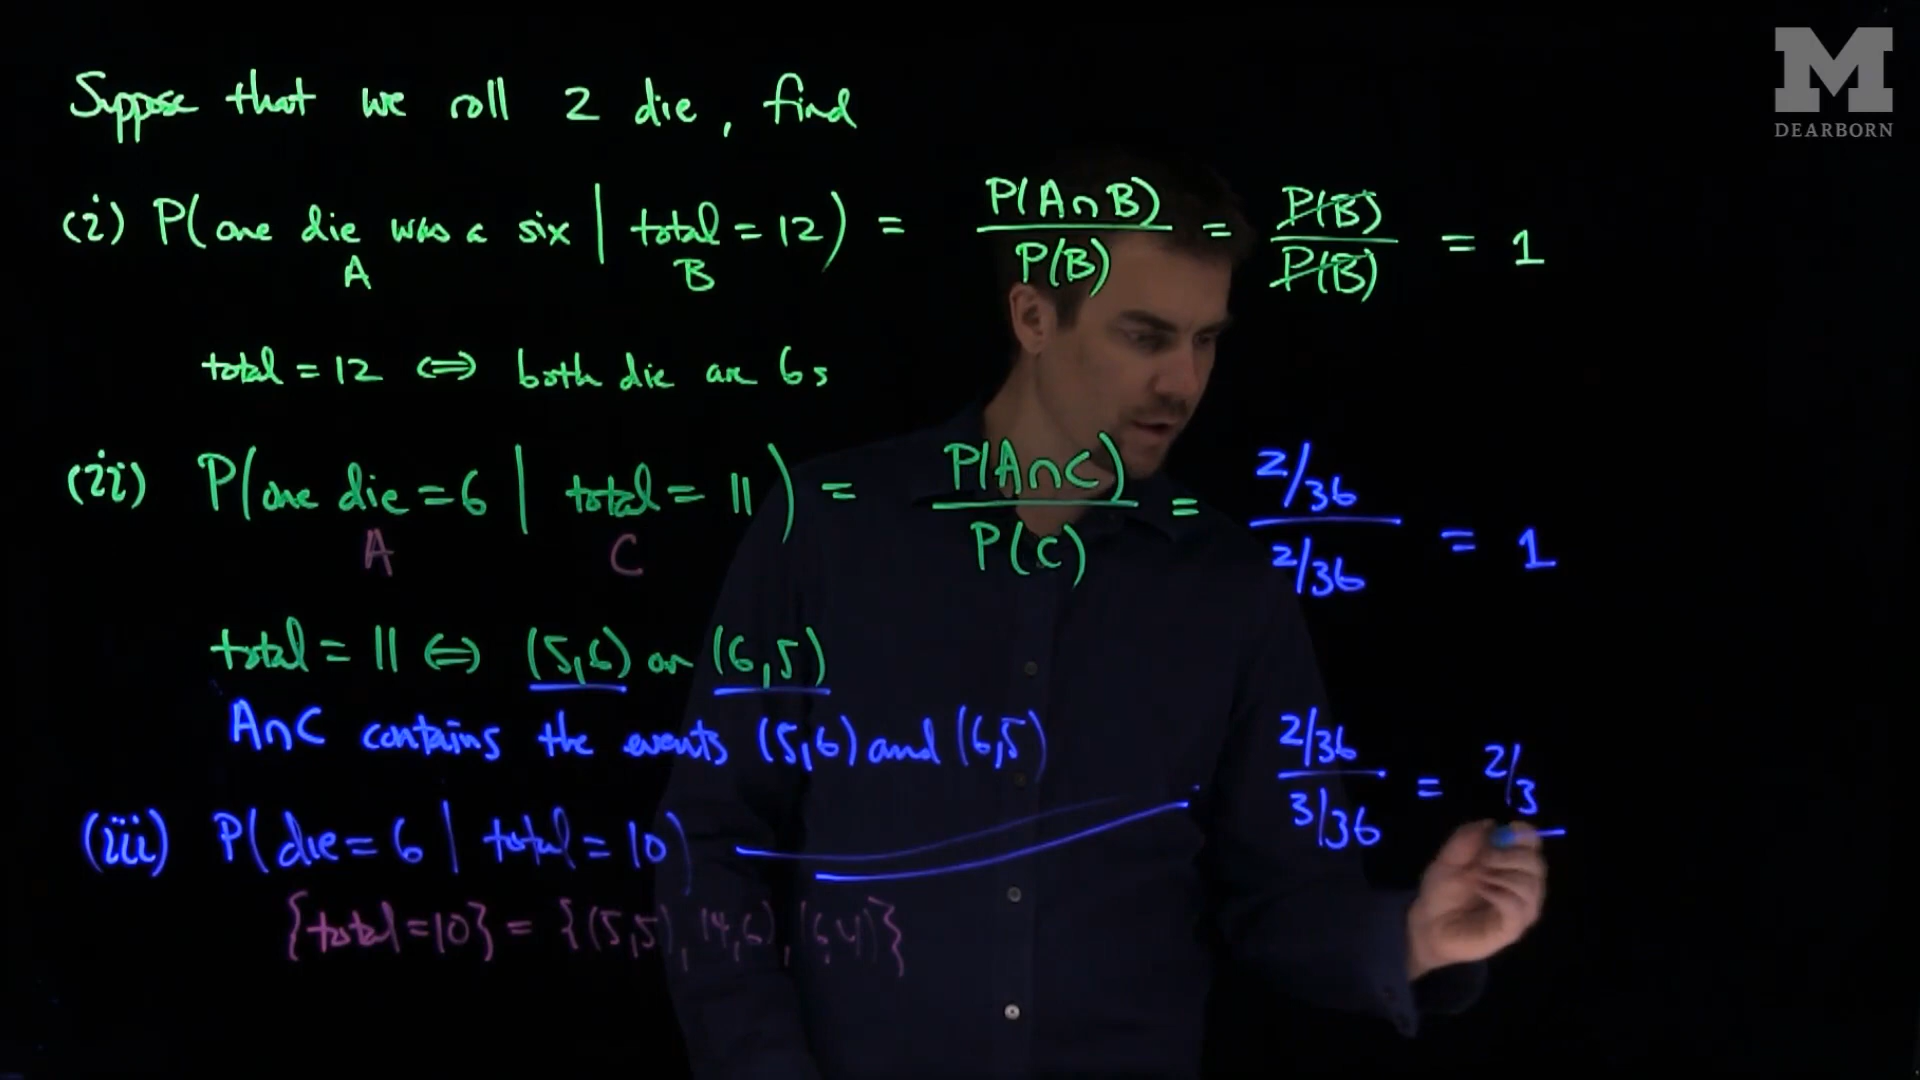 M
DEARBORN
Suppose that we roll 2 die, find
(i) P( one die was a six | total = 12 ) = P(A∩B) / P(B) = P(B) / P(B) = 1
A B
total = 12 ⟺ both die are 6s
(ii) P( one die = 6 | total = 11 ) = P(A∩C) / P(C) = 2/36 / 2/36 = 1
A C
total = 11 ⟺ (5,6) or (6,5)
A∩C contains the events (5,6) and (6,5)
(iii) P( die = 6 | total = 10 ) 2/36 / 3/36 = 2/3
{total = 10} = {(5,5), (4,6), (6,4)}